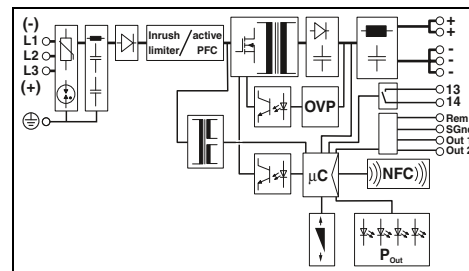 (-)
L1
L2
L3
(+)
Inrush active
limiter/ PFC
OVP
+
+
-
-
-
13
14
Rem
SGnd
Out 1
Out 2
µC
NFC
POut